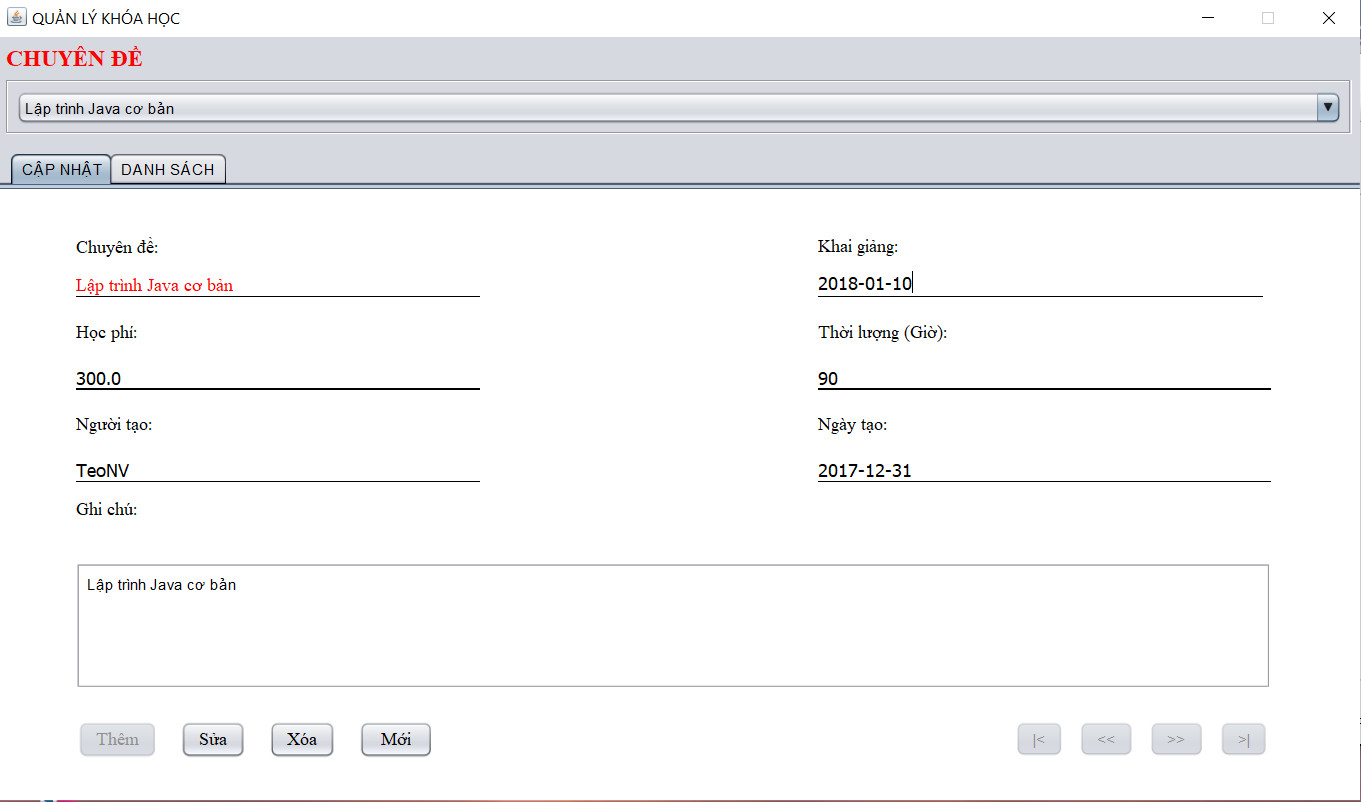 QUẢN LÝ KHÓA HỌC
CHUYÊN ĐỀ
Lập trình Java cơ bản
CẬP NHẬT DANH SÁCH
Chuyên đề: Khai giảng:
Lập trình Java cơ bản 2018-01-10
Học phí: Thời lượng (Giờ):
300.0 90
Người tạo: Ngày tạo:
TeoNV 2017-12-31
Ghi chú:
Lập trình Java cơ bản
Thêm Sửa Xóa Mới |< << >> >|